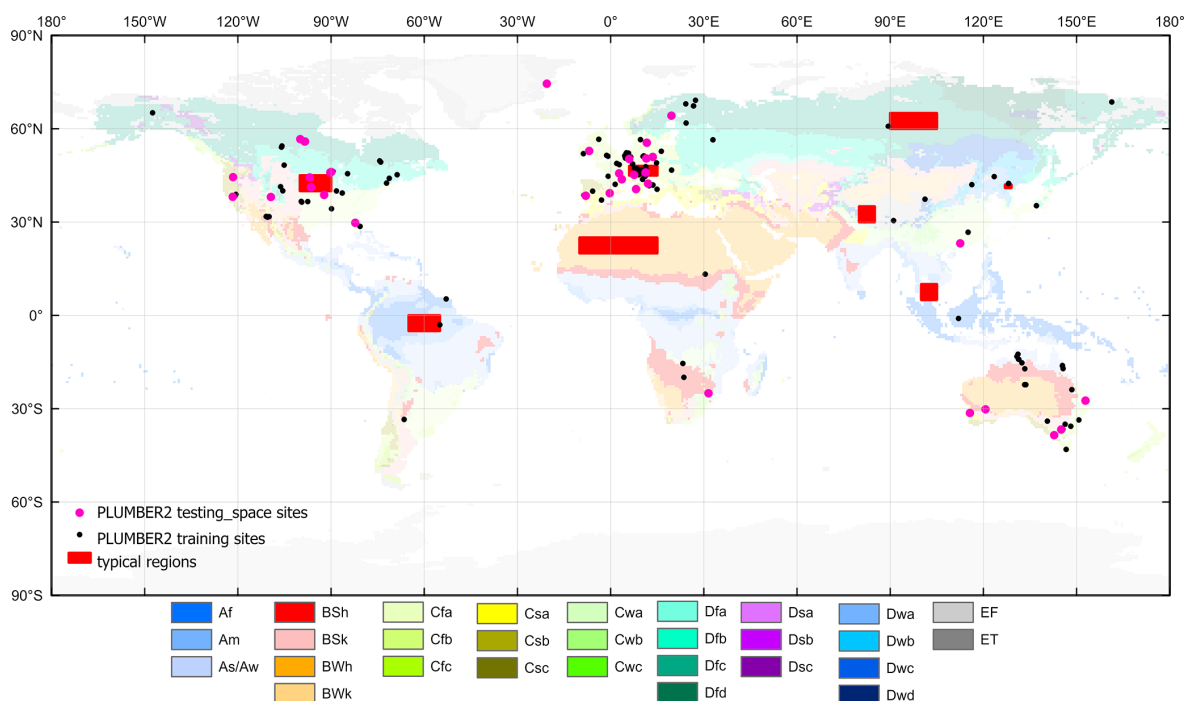 180° 150°W 120°W 90°W 60°W 30°W 0° 30°E 60°E 90°E 120°E 150°E 180°
90°N
60°N
30°N
0°
30°S
60°S
90°S
PLUMBER2 testing_space sites
PLUMBER2 training sites
typical regions
Af BSh Cfa Csa Cwa Dfa Dsa Dwa EF
Am BSk Cfb Csb Cwb Dfb Dsb Dwb ET
As/Aw BWh Cfc Csc Cwc Dfc Dsc Dwc
BWk Dfd Dwd